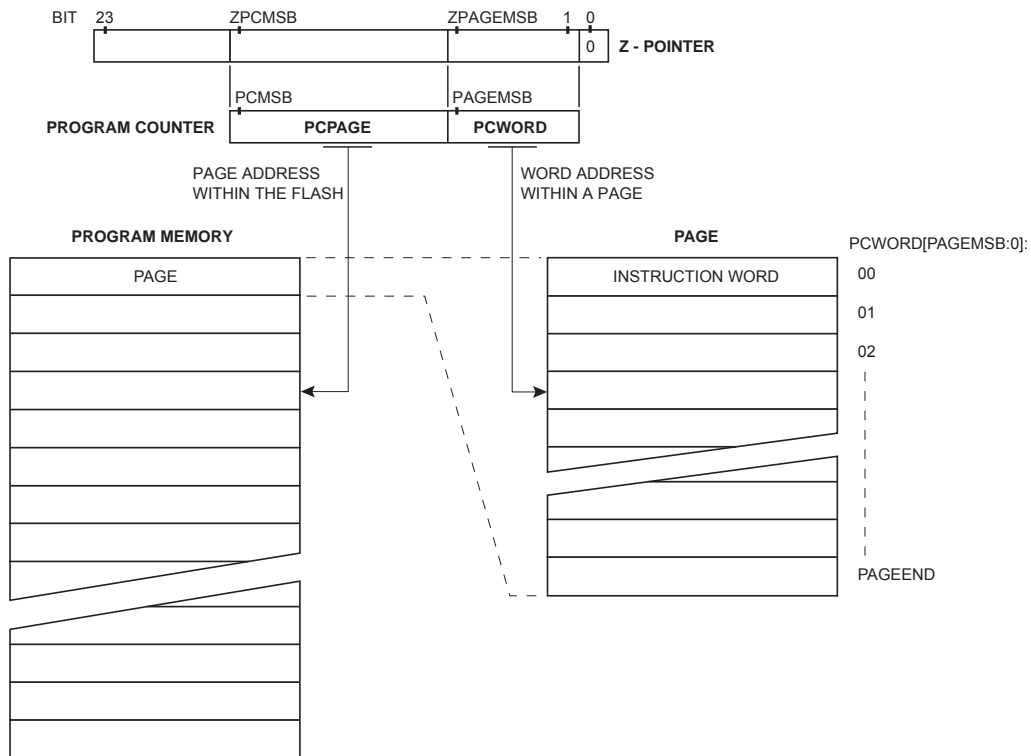 BIT 23 ZPCMSB ZPAGEMSB 1 0
0 Z - POINTER
PCMSB PAGEMSB
PROGRAM COUNTER PCPAGE PCWORD
PAGE ADDRESS
WITHIN THE FLASH
WORD ADDRESS
WITHIN A PAGE
PROGRAM MEMORY PAGE PCWORD[PAGEMSB:0]:
PAGE INSTRUCTION WORD 00
01
02
PAGEEND